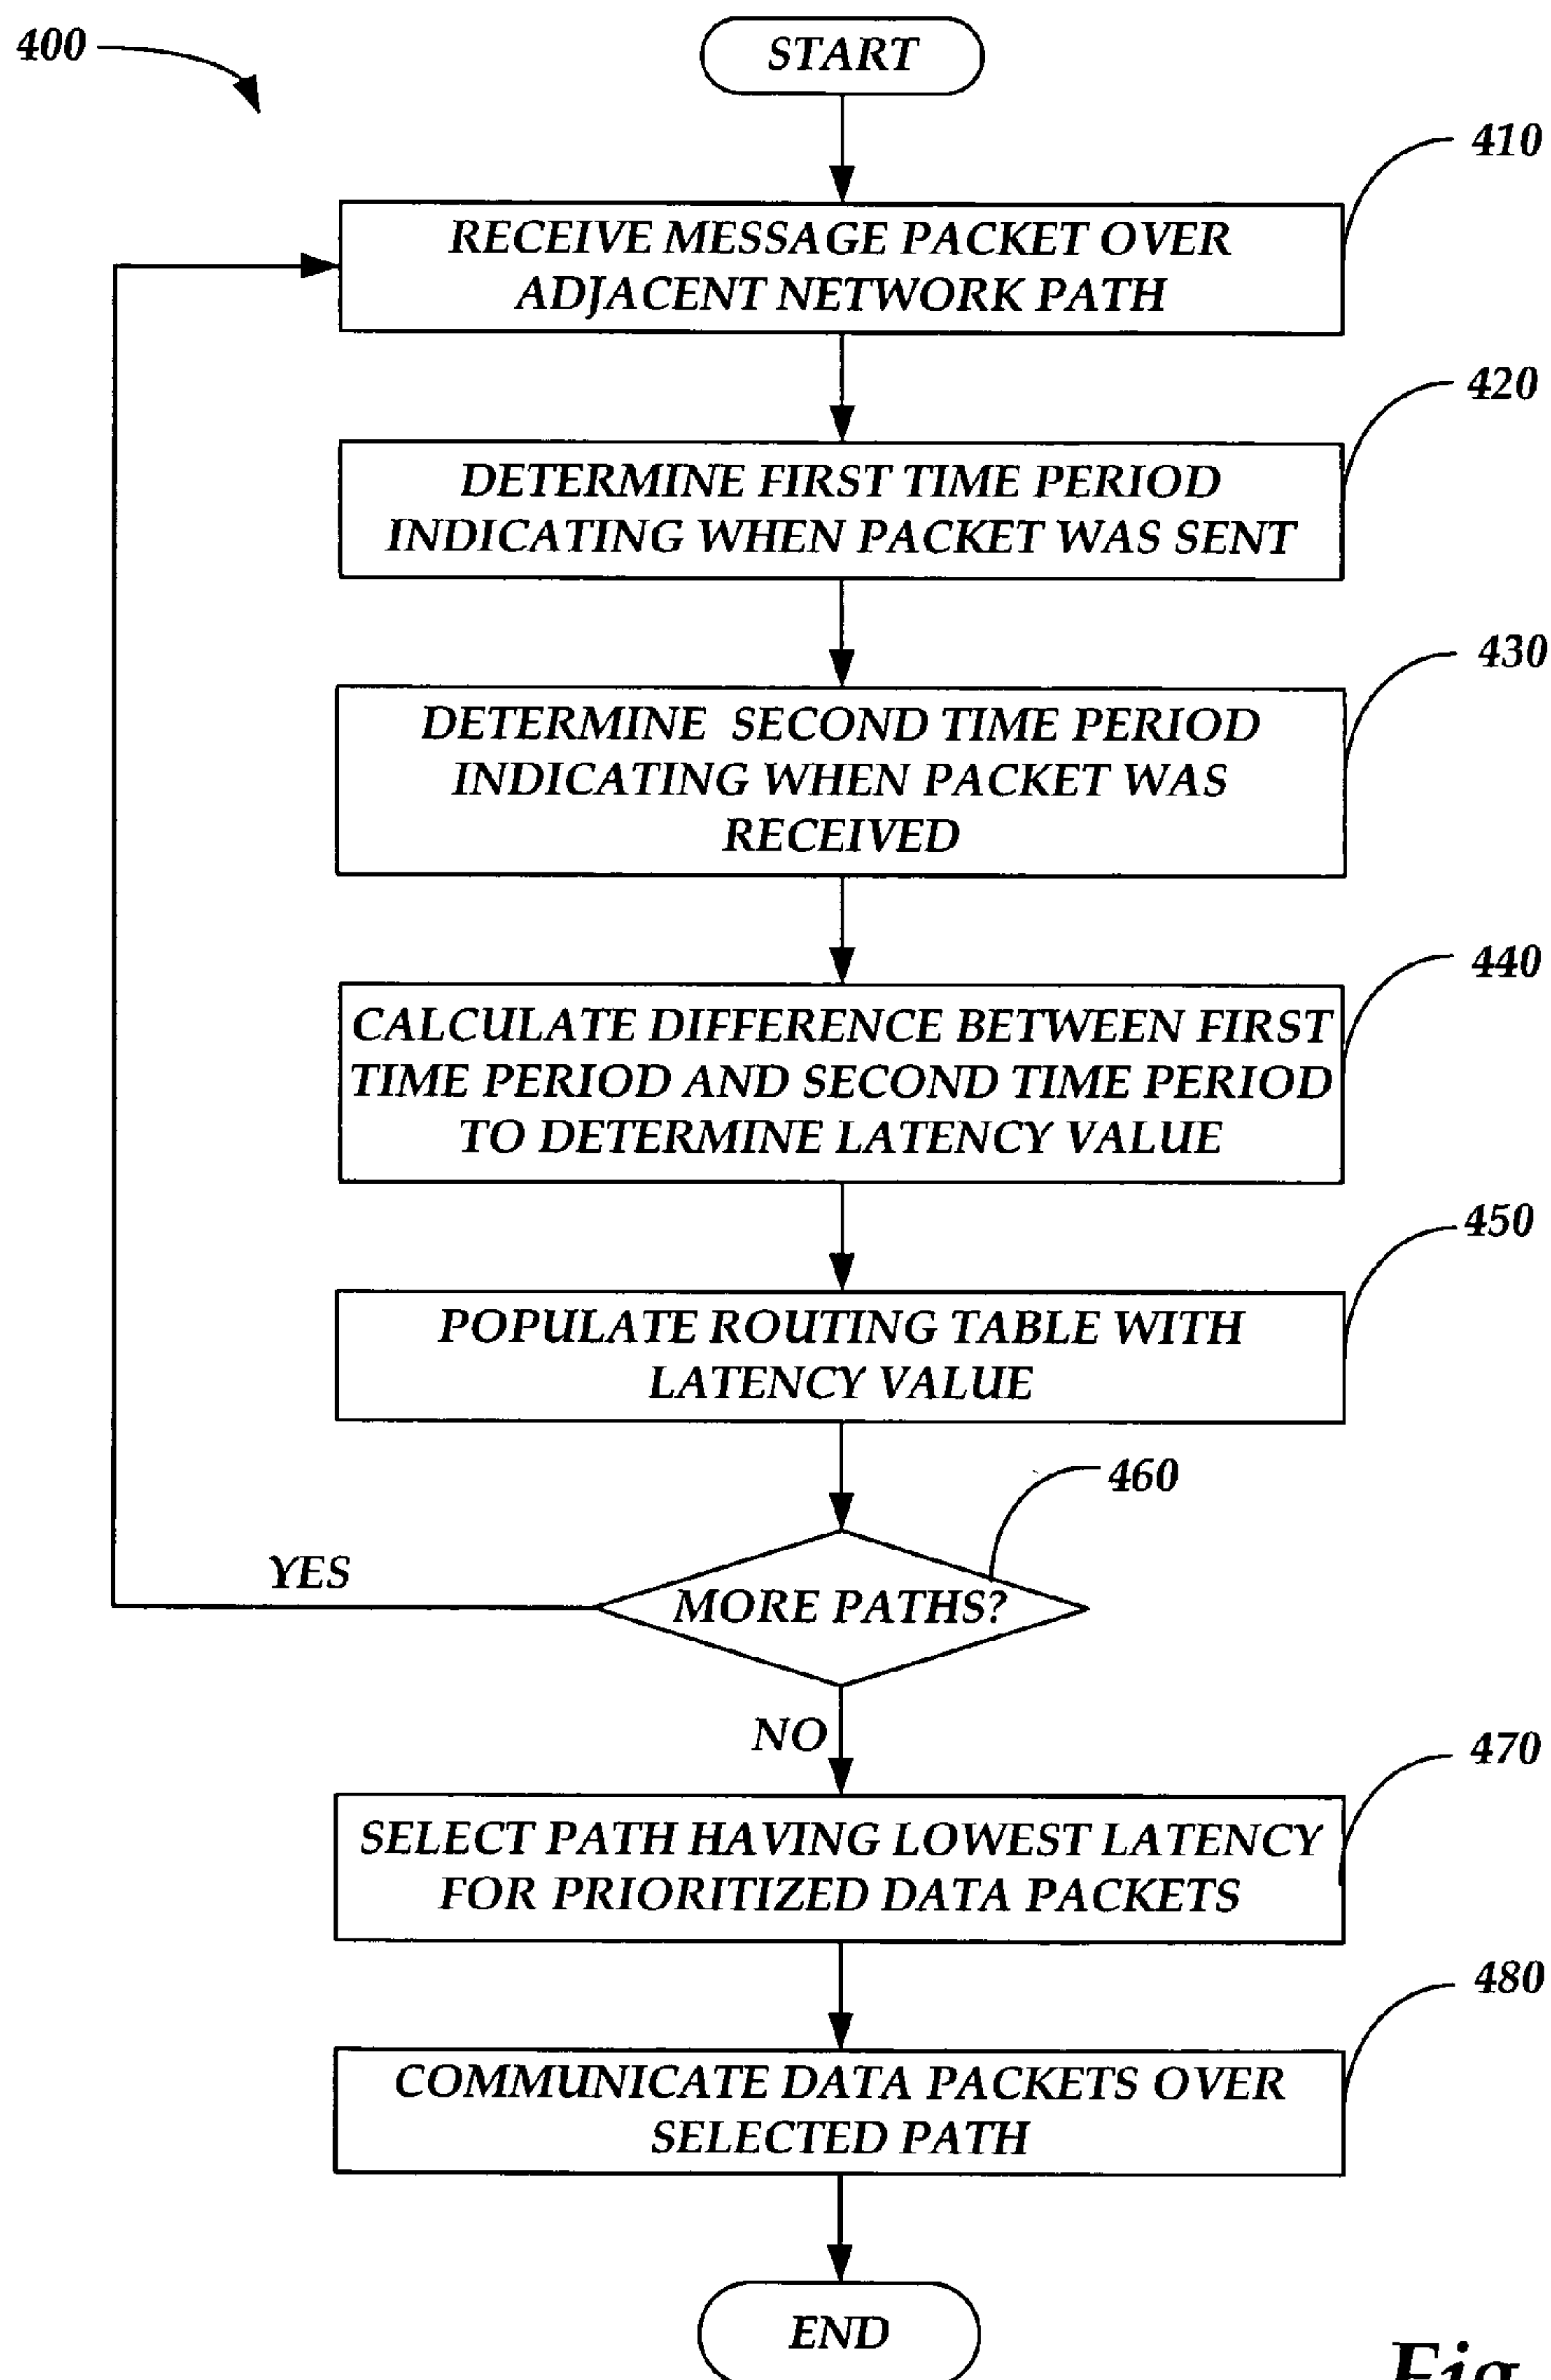 400
START
410
RECEIVE MESSAGE PACKET OVER
ADJACENT NETWORK PATH
420
DETERMINE FIRST TIME PERIOD
INDICATING WHEN PACKET WAS SENT
430
DETERMINE SECOND TIME PERIOD
INDICATING WHEN PACKET WAS
RECEIVED
440
CALCULATE DIFFERENCE BETWEEN FIRST
TIME PERIOD AND SECOND TIME PERIOD
TO DETERMINE LATENCY VALUE
450
POPULATE ROUTING TABLE WITH
LATENCY VALUE
460
MORE PATHS?
YES
NO
470
SELECT PATH HAVING LOWEST LATENCY
FOR PRIORITIZED DATA PACKETS
480
COMMUNICATE DATA PACKETS OVER
SELECTED PATH
END
Fig